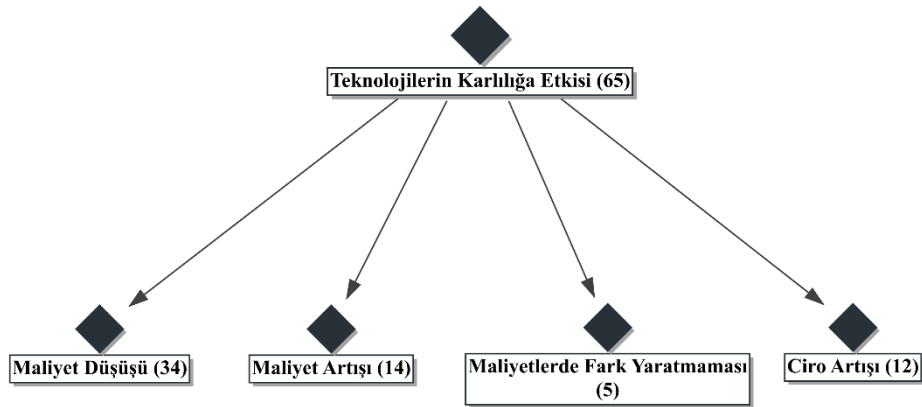 Teknolojilerin Karlılığa Etkisi (65)
Maliyet Düşüşü (34)
Maliyet Artışı (14)
Maliyetlerde Fark Yaratmaması
(5)
Ciro Artışı (12)